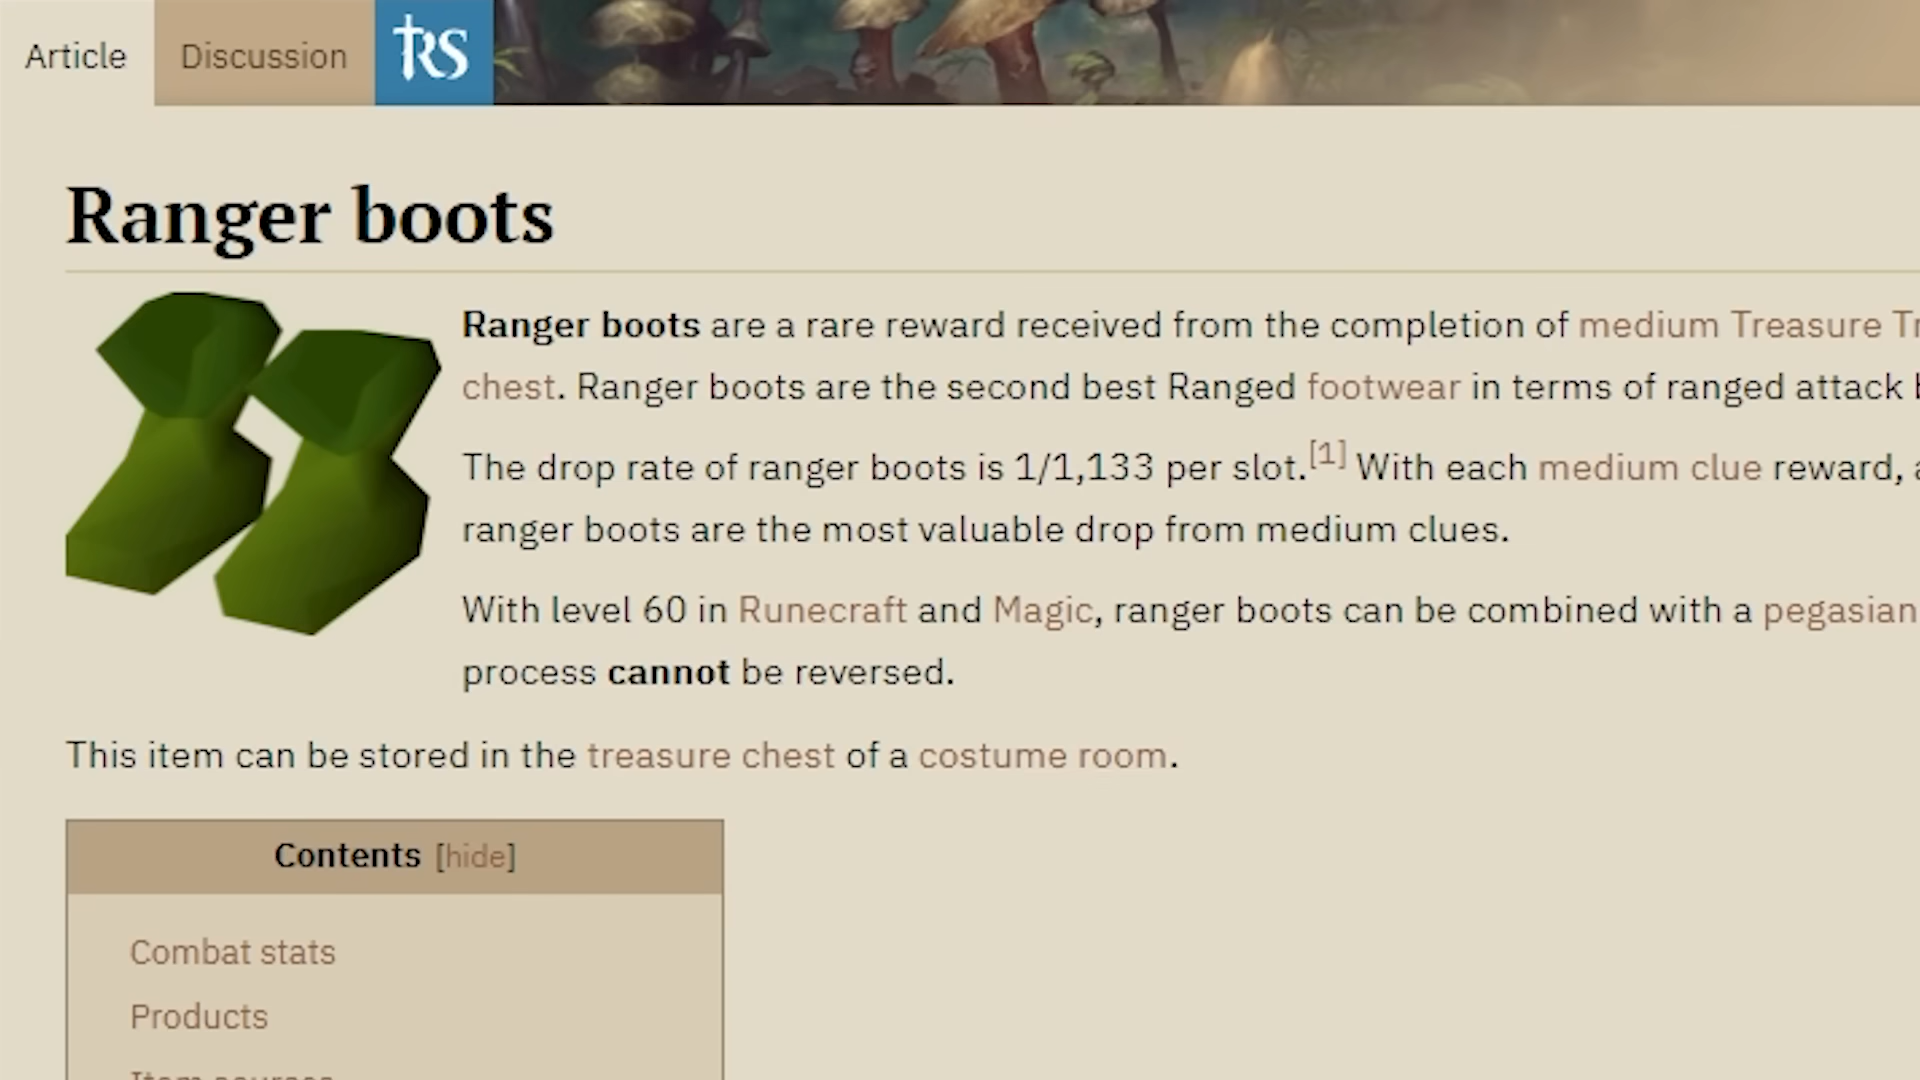 Article Discussion RS
Ranger boots
Ranger boots are a rare reward received from the completion of medium Treasure
chest. Ranger boots are the second best Ranged footwear in terms of ranged attack
The drop rate of ranger boots is 1/1,133 per slot.[1] With each medium clue reward,
ranger boots are the most valuable drop from medium clues.
With level 60 in Runecraft and Magic, ranger boots can be combined with a pegasian
process cannot be reversed.
This item can be stored in the treasure chest of a costume room.
Contents [hide]
Combat stats
Products
Item sources